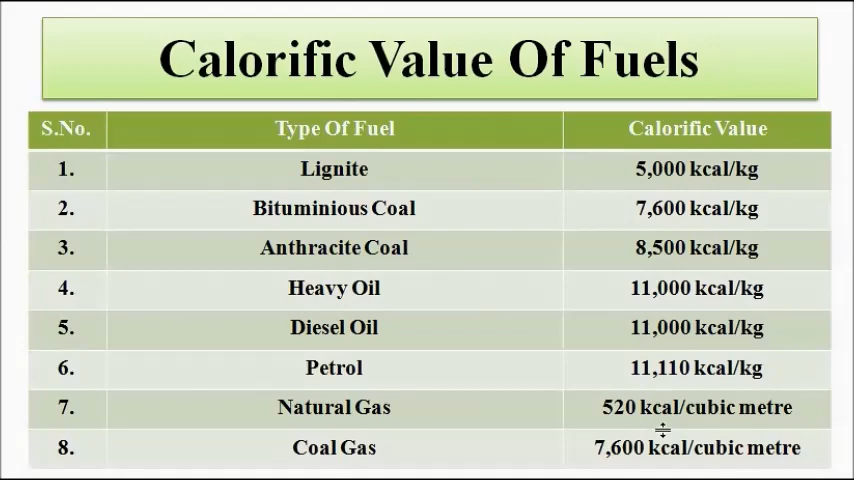 Calorific Value Of Fuels
S.No. Type Of Fuel Calorific Value
1. Lignite 5,000 kcal/kg
2. Bituminious Coal 7,600 kcal/kg
3. Anthracite Coal 8,500 kcal/kg
4. Heavy Oil 11,000 kcal/kg
5. Diesel Oil 11,000 kcal/kg
6. Petrol 11,110 kcal/kg
7. Natural Gas 520 kcal/cubic metre
8. Coal Gas 7,600 kcal/cubic metre